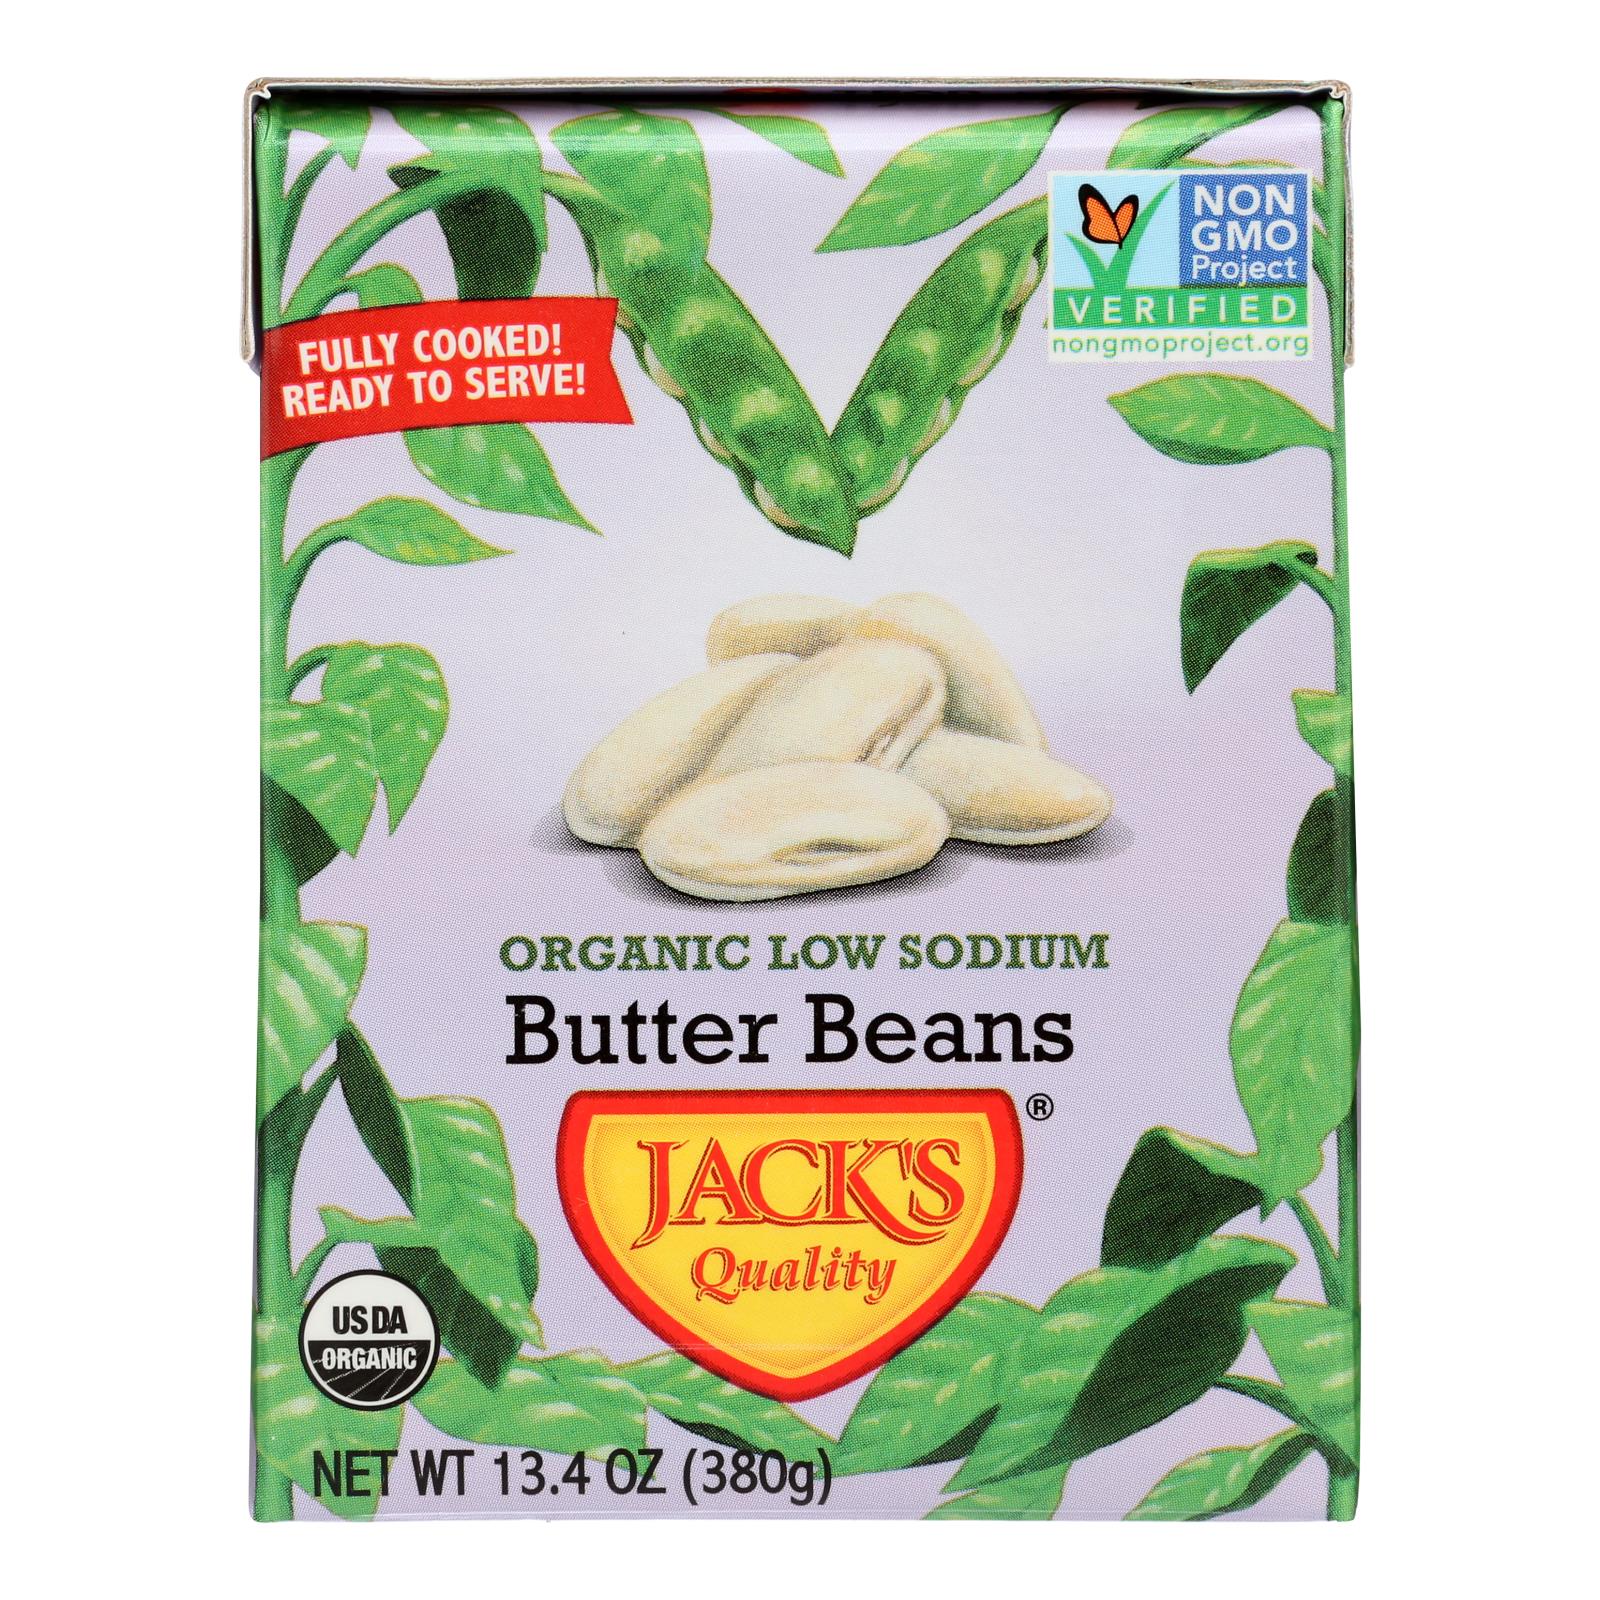 NON
GMO
Project
VERIFIED
nongmoproject.org
FULLY COOKED!
READY TO SERVE!
ORGANIC LOW SODIUM
Butter Beans
®
JACK'S
Quality
USDA
ORGANIC
NET WT 13.4 OZ (380g)